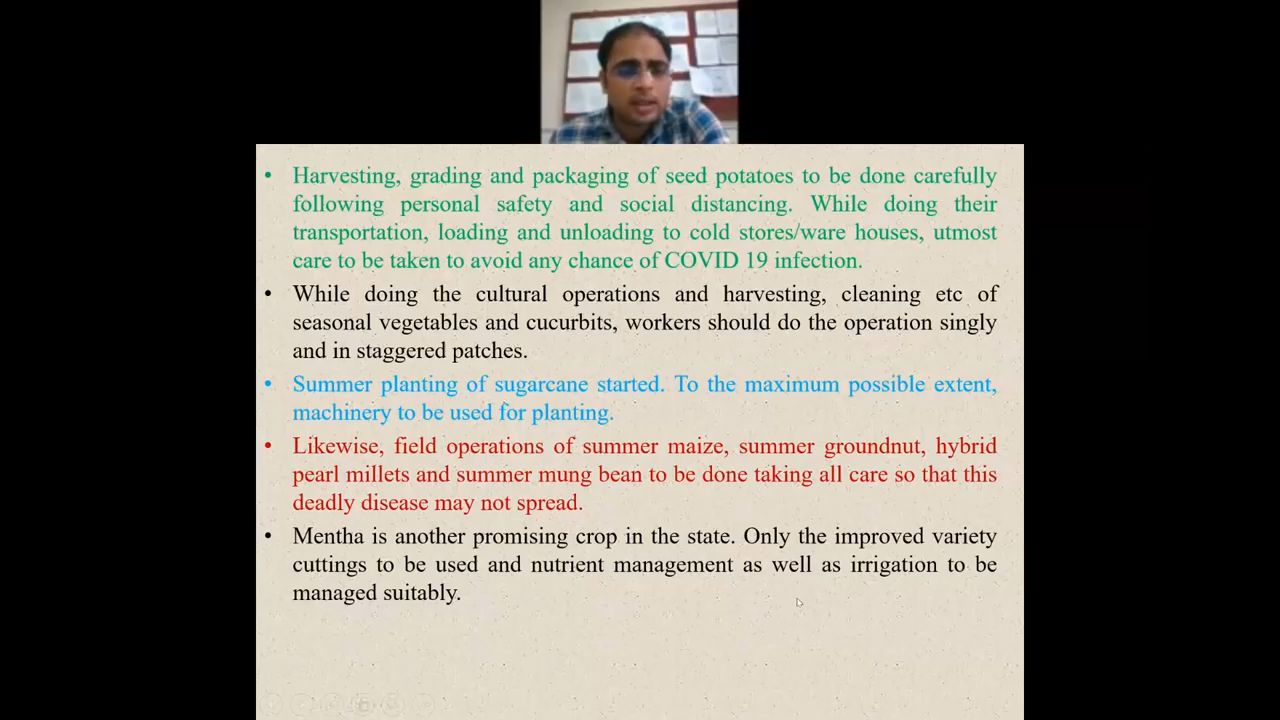 • Harvesting, grading and packaging of seed potatoes to be done carefully
following personal safety and social distancing. While doing their
transportation, loading and unloading to cold stores/ware houses, utmost
care to be taken to avoid any chance of COVID 19 infection.
• While doing the cultural operations and harvesting, cleaning etc of
seasonal vegetables and cucurbits, workers should do the operation singly
and in staggered patches.
• Summer planting of sugarcane started. To the maximum possible extent,
machinery to be used for planting.
• Likewise, field operations of summer maize, summer groundnut, hybrid
pearl millets and summer mung bean to be done taking all care so that this
deadly disease may not spread.
• Mentha is another promising crop in the state. Only the improved variety
cuttings to be used and nutrient management as well as irrigation to be
managed suitably.